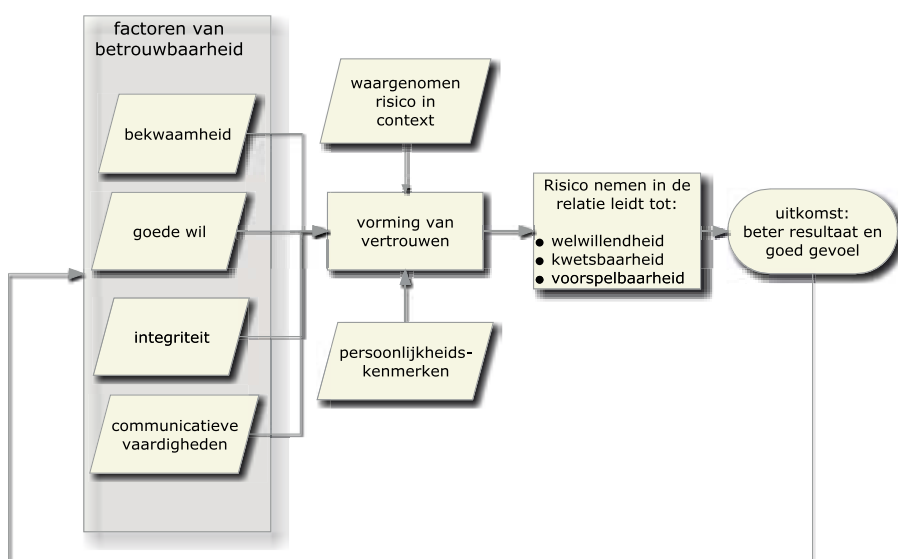 factoren van
betrouwbaarheid
bekwaamheid
goede wil
integriteit
communicatieve
vaardigheden
waargenomen
risico in
context
vorming van
vertrouwen
persoonlijkheids-
kenmerken
Risico nemen in de
relatie leidt tot:
● welwillendheid
● kwetsbaarheid
● voorspelbaarheid
uitkomst:
beter resultaat en
goed gevoel